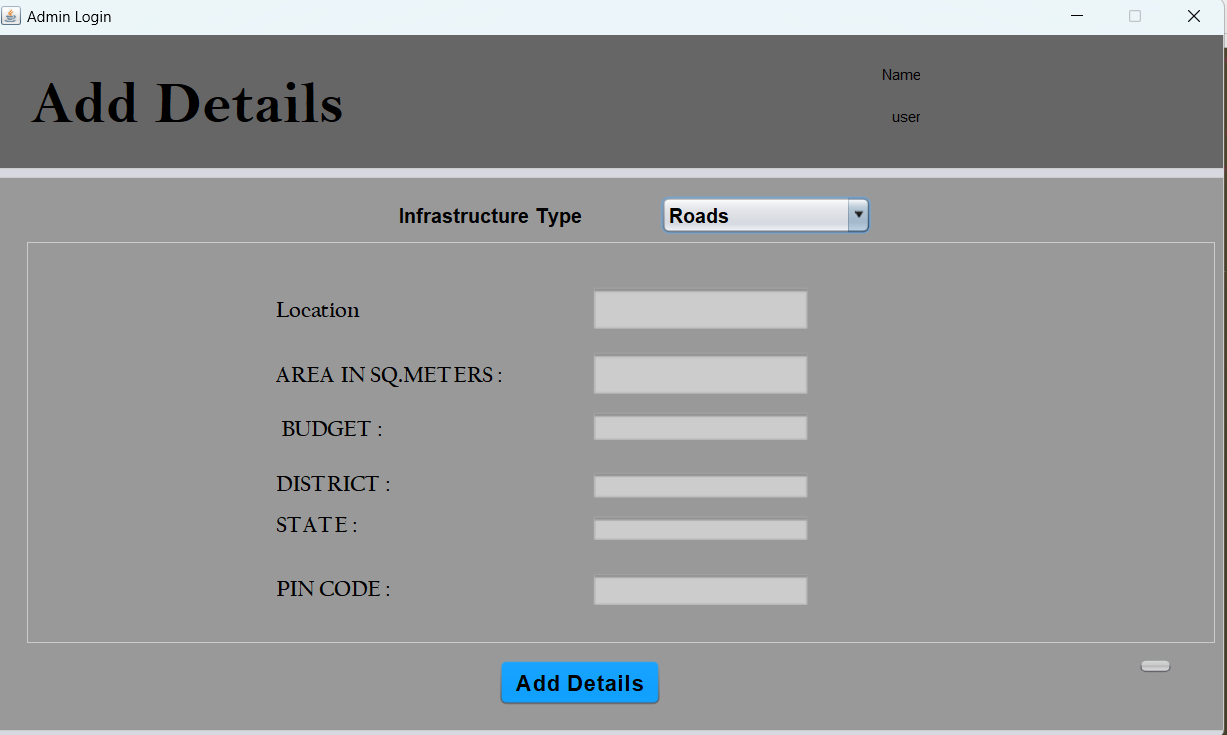 Admin Login
Add Details
Name
user
Infrastructure Type
Roads
Location
AREA IN SQ.METERS :
BUDGET :
DISTRICT :
STATE :
PIN CODE :
Add Details